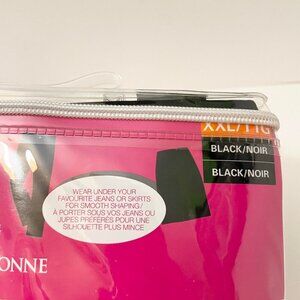 XXL/TTG
BLACK/NOIR
BLACK/NOIR
WEAR UNDER YOUR
FAVOURITE JEANS OR SKIRTS
FOR SMOOTH SHAPING/
À PORTER SOUS VOS JEANS OU
JUPES PRÉFÉRÉS POUR UNE
SILHOUETTE PLUS MINCE
ONNE